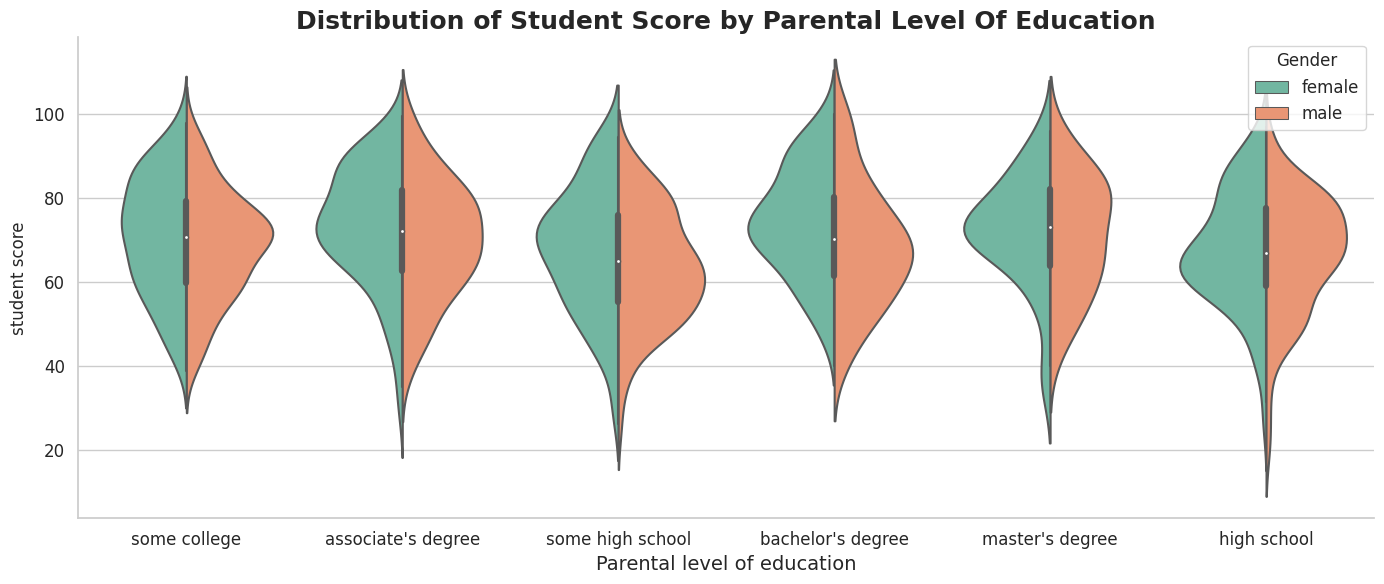 Distribution of Student Score by Parental Level Of Education
Gender
female
male
100
80
60
40
20
student score
some college
associate's degree
some high school
bachelor's degree
master's degree
high school
Parental level of education